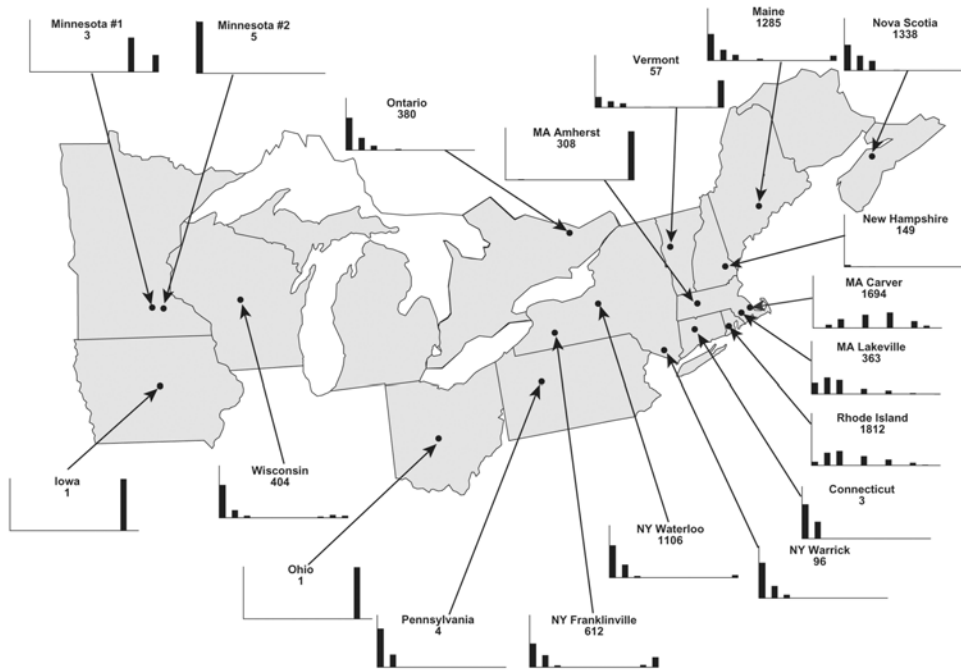 Minnesota #1
3
Minnesota #2
5
Maine
1285
Nova Scotia
1338
Vermont
57
Ontario
380
MA Amherst
308
New Hampshire
149
MA Carver
1694
MA Lakeville
363
Rhode Island
1812
Connecticut
3
Iowa
1
Wisconsin
404
NY Waterloo
1106
NY Warrick
96
Ohio
1
Pennsylvania
4
NY Franklinville
612